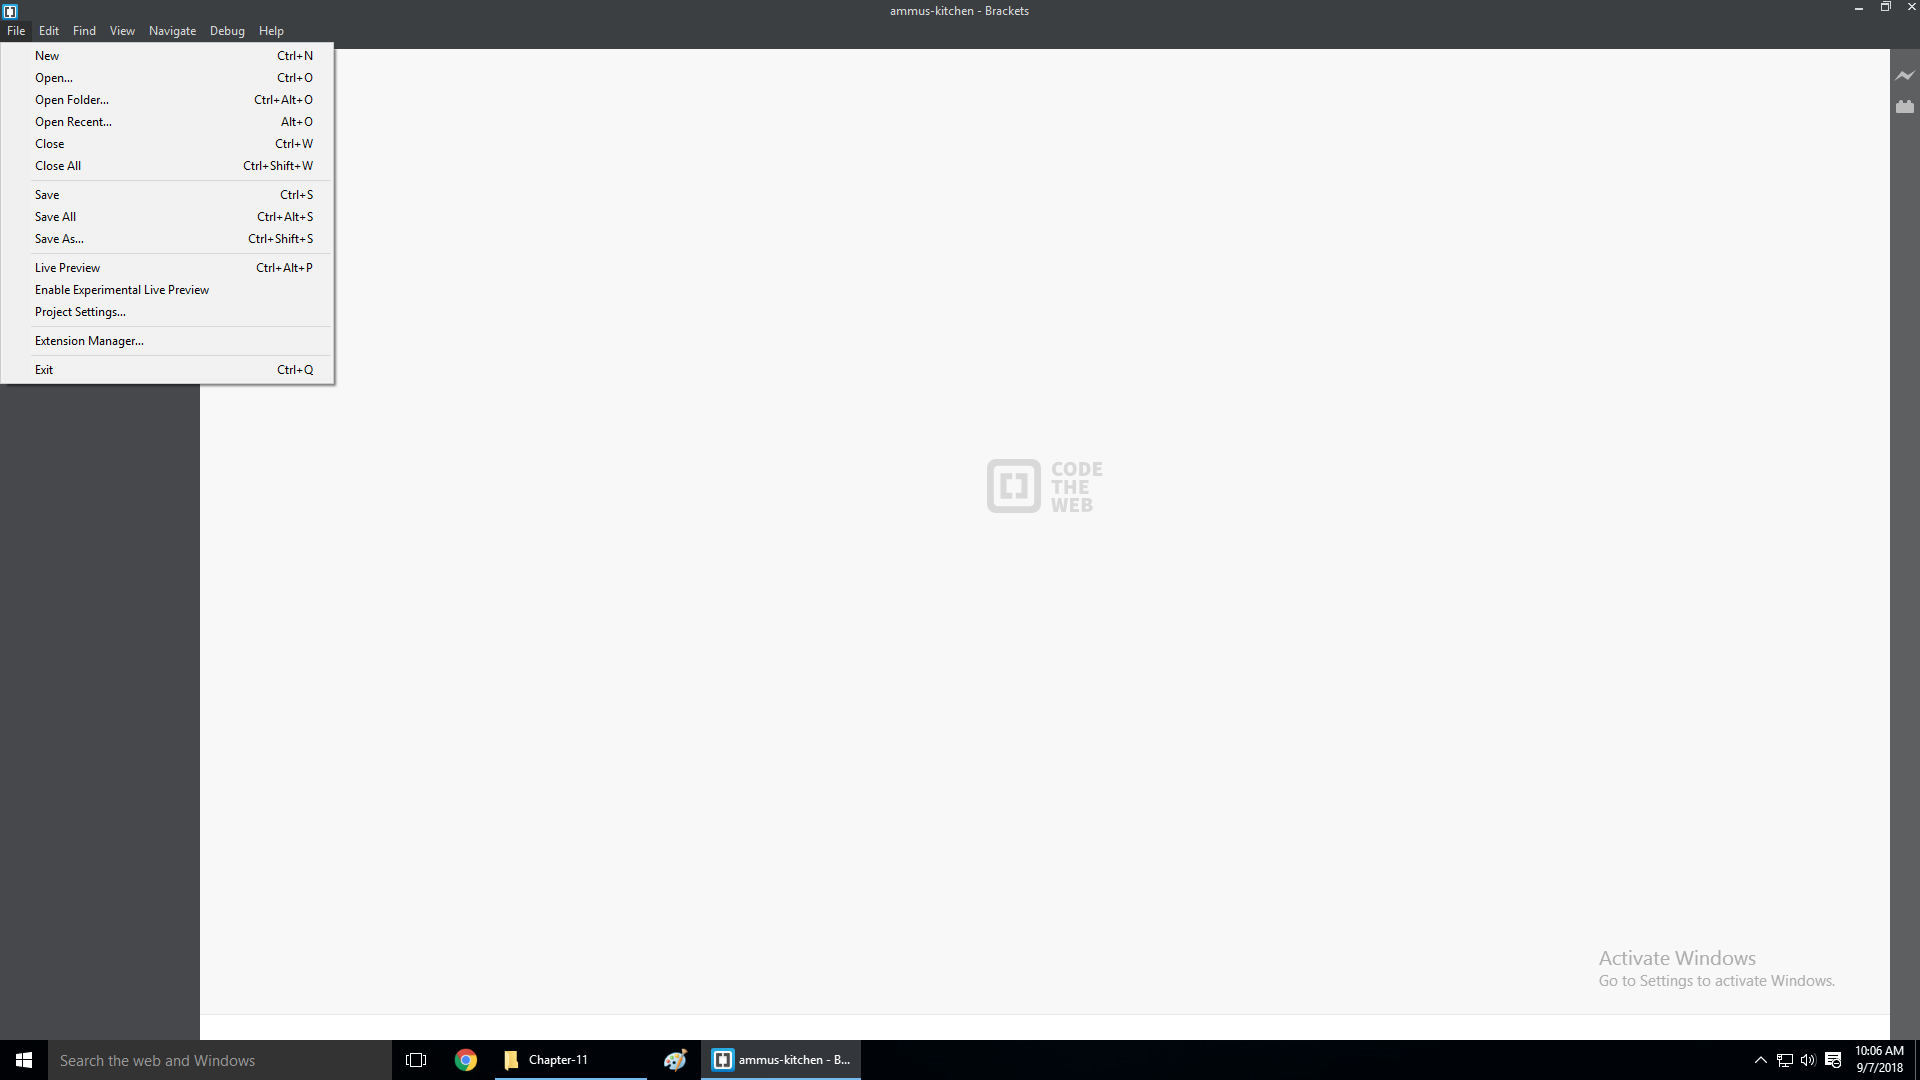 ammus-kitchen - Brackets
File Edit Find View Navigate Debug Help
New Ctrl+N
Open... Ctrl+O
Open Folder... Ctrl+Alt+O
Open Recent... Alt+O
Close Ctrl+W
Close All Ctrl+Shift+W
Save Ctrl+S
Save All Ctrl+Alt+S
Save As... Ctrl+Shift+S
Live Preview Ctrl+Alt+P
Enable Experimental Live Preview
Project Settings...
Extension Manager...
Exit Ctrl+Q
CODE
THE
WEB
Activate Windows
Go to Settings to activate Windows.
Search the web and Windows Chapter-11 ammus-kitchen - B... 10:06 AM
9/7/2018